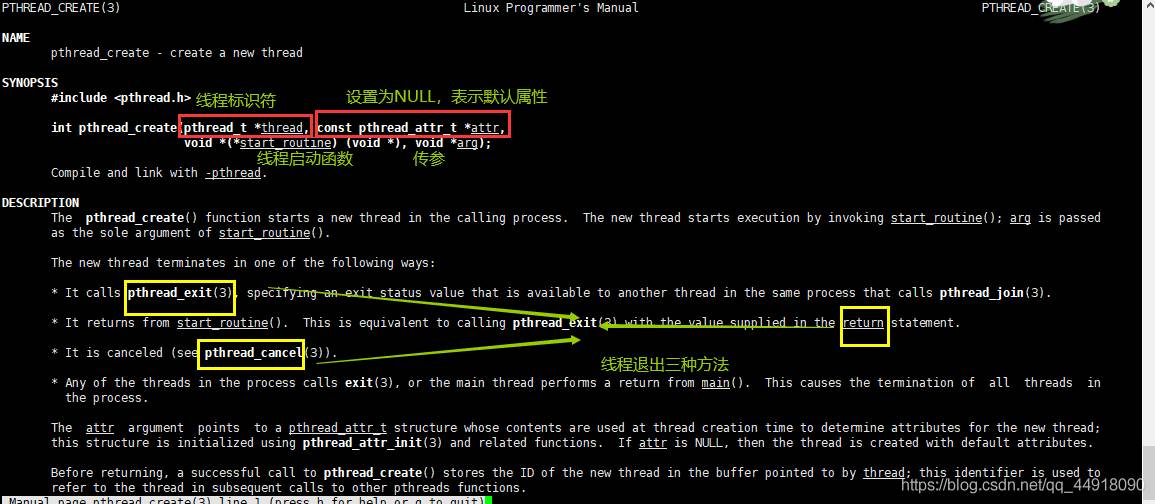 PTHREAD_CREATE(3) Linux Programmer's Manual PTHREAD_CREATE(3)
NAME
pthread_create - create a new thread
SYNOPSIS
#include <pthread.h> 线程标识符 设置为NULL，表示默认属性
int pthread_create(pthread_t *thread, const pthread_attr_t *attr,
void *(*start_routine) (void *), void *arg);
线程启动函数 传参
Compile and link with -pthread.
DESCRIPTION
The pthread_create() function starts a new thread in the calling process. The new thread starts execution by invoking start_routine(); arg is passed
as the sole argument of start_routine().
The new thread terminates in one of the following ways:
* It calls pthread_exit(3), specifying an exit status value that is available to another thread in the same process that calls pthread_join(3).
* It returns from start_routine(). This is equivalent to calling pthread_exit(3) with the value supplied in the return statement.
* It is canceled (see pthread_cancel(3)).
线程退出三种方法
* Any of the threads in the process calls exit(3), or the main thread performs a return from main(). This causes the termination of all threads in
the process.
The attr argument points to a pthread_attr_t structure whose contents are used at thread creation time to determine attributes for the new thread;
this structure is initialized using pthread_attr_init(3) and related functions. If attr is NULL, then the thread is created with default attributes.
Before returning, a successful call to pthread_create() stores the ID of the new thread in the buffer pointed to by thread; this identifier is used to
refer to the thread in subsequent calls to other pthreads functions.
https://blog.csdn.net/qq_44918090
Manual page pthread_create(3) line 1 (press h for help or q to quit)